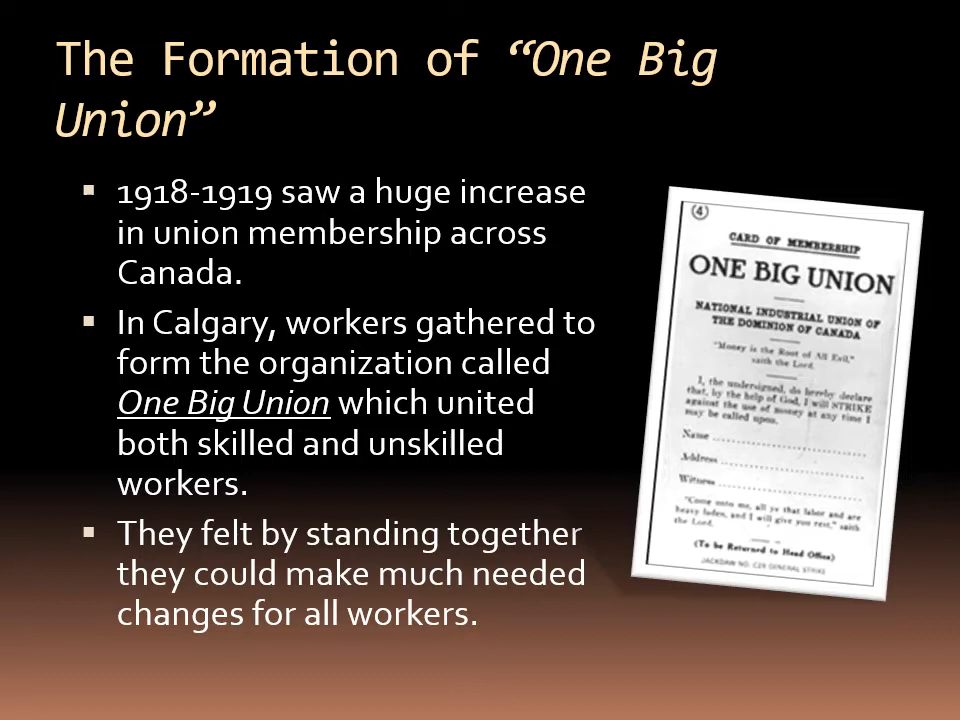 The Formation of “One Big
Union”
▪ 1918-1919 saw a huge increase
in union membership across
Canada.
▪ In Calgary, workers gathered to
form the organization called
One Big Union which united
both skilled and unskilled
workers.
▪ They felt by standing together
they could make much needed
changes for all workers.
(4)
CARD OF MEMBERSHIP
ONE BIG UNION
NATIONAL INDUSTRIAL UNION OF
THE DOMINION OF CANADA
"Money is the Root of All Evil,"
saith the Lord.
I, the undersigned, do hereby declare
that, by the help of God, I will STRIKE
against the use of money at any time I
may be called upon.
Name
Address
Witness
"Come unto me, all ye that labor and are
heavy laden, and I will give you rest," saith
the Lord.
(To be Returned to Head Office)
JACKDAW NO. C29 GENERAL STRIKE